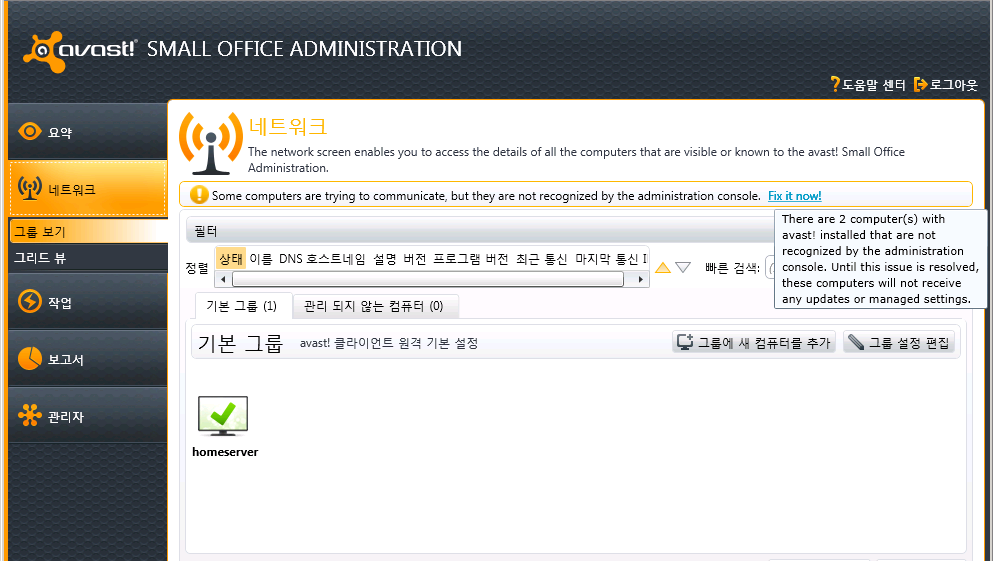 avast! SMALL OFFICE ADMINISTRATION
?도움말 센터 로그아웃
요약
네트워크
그룹 보기
그리드 뷰
작업
보고서
관리자
네트워크
The network screen enables you to access the details of all the computers that are visible or known to the avast! Small Office
Administration.
Some computers are trying to communicate, but they are not recognized by the administration console. Fix it now!
There are 2 computer(s) with
avast! installed that are not
recognized by the administration
console. Until this issue is resolved,
these computers will not receive
any updates or managed settings.
필터
정렬 상태 이름 DNS 호스트네임 설명 버전 프로그램 버전 최근 통신 마지막 통신 빠른 검색:
기본 그룹 (1) 관리 되지 않는 컴퓨터 (0)
기본 그룹 avast! 클라이언트 원격 기본 설정 그룹에 새 컴퓨터를 추가 그룹 설정 편집
homeserver